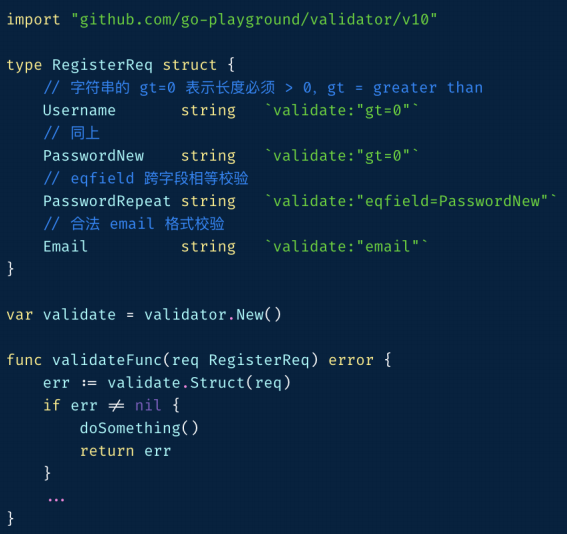 import "github.com/go-playground/validator/v10"
type RegisterReq struct {
// 字符串的 gt=0 表示长度必须 > 0，gt = greater than
Username string `validate:"gt=0"`
// 同上
PasswordNew string `validate:"gt=0"`
// eqfield 跨字段相等校验
PasswordRepeat string `validate:"eqfield=PasswordNew"`
// 合法 email 格式校验
Email string `validate:"email"`
}
var validate = validator.New()
func validateFunc(req RegisterReq) error {
err := validate.Struct(req)
if err != nil {
doSomething()
return err
}
...
}